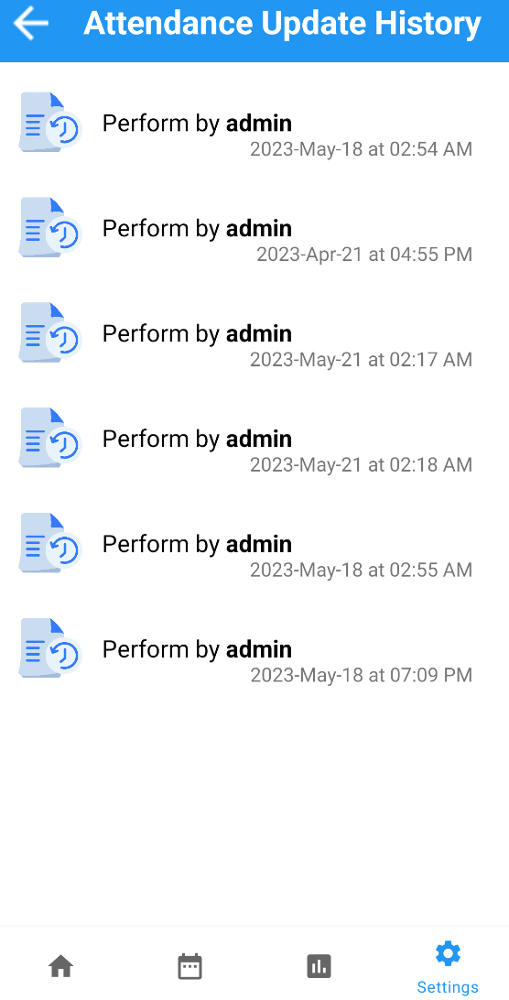 Attendance Update History
Perform by admin
2023-May-18 at 02:54 AM
Perform by admin
2023-Apr-21 at 04:55 PM
Perform by admin
2023-May-21 at 02:17 AM
Perform by admin
2023-May-21 at 02:18 AM
Perform by admin
2023-May-18 at 02:55 AM
Perform by admin
2023-May-18 at 07:09 PM
Settings